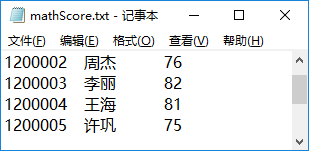 mathScore.txt - 记事本
文件(F) 编辑(E) 格式(O) 查看(V) 帮助(H)
1200002 周杰 76
1200003 李丽 82
1200004 王海 81
1200005 许巩 75